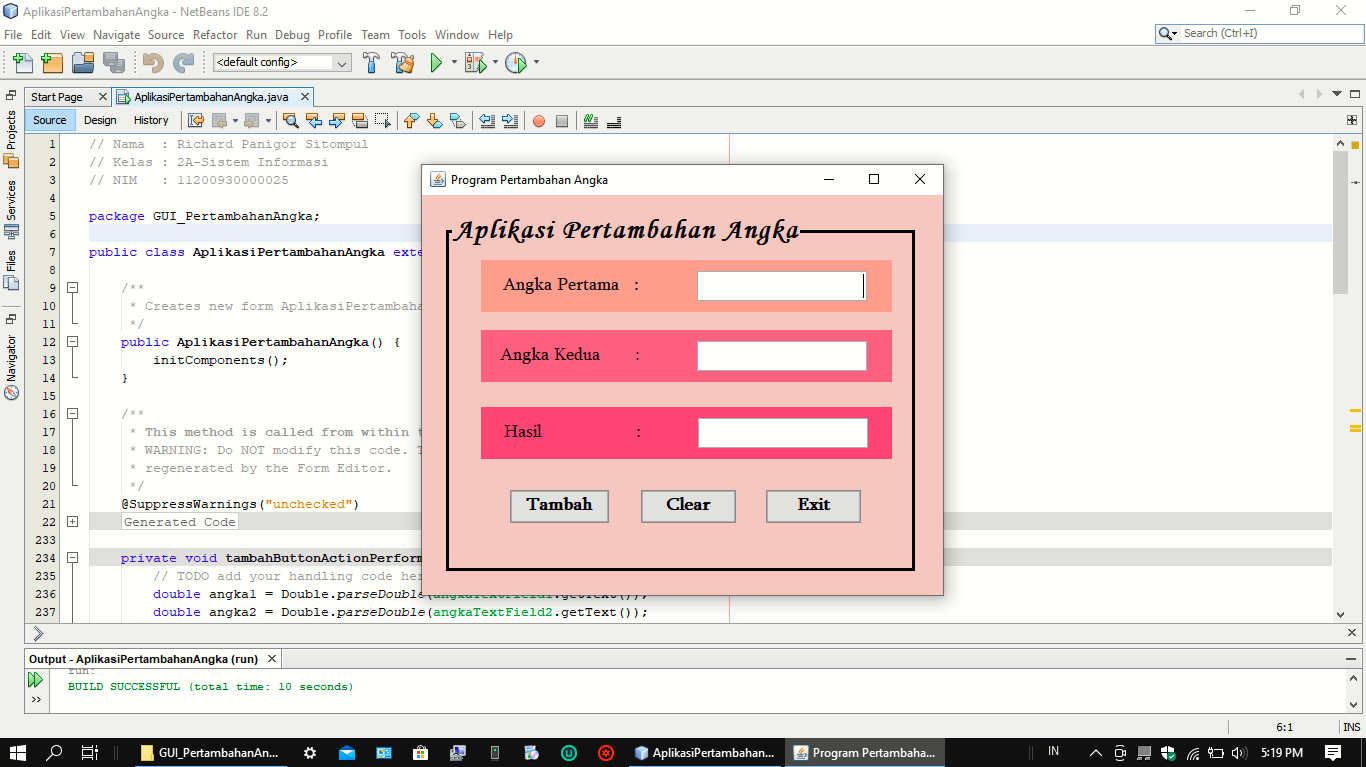 AplikasiPertambahanAngka - NetBeans IDE 8.2
File Edit View Navigate Source Refactor Run Debug Profile Team Tools Window Help
Search (Ctrl+I)
<default config>
Start Page
AplikasiPertambahanAngka.java
Source Design History
Projects
Services
Files
Navigator
1 // Nama : Richard Panigor Sitompul
2 // Kelas : 2A-Sistem Informasi
3 // NIM : 11200930000025
4
5 package GUI_PertambahanAngka;
6
7 public class AplikasiPertambahanAngka exte
8
9 /**
10 * Creates new form AplikasiPertambaha
11 */
12 public AplikasiPertambahanAngka() {
13 initComponents();
14 }
15
16 /**
17 * This method is called from within t
18 * WARNING: Do NOT modify this code. T
19 * regenerated by the Form Editor.
20 */
21 @SuppressWarnings("unchecked")
22 Generated Code
233
234 private void tambahButtonActionPerform
235 // TODO add your handling code her
236 double angka1 = Double.parseDouble(angkaTextField1.getText());
237 double angka2 = Double.parseDouble(angkaTextField2.getText());
Program Pertambahan Angka
Aplikasi Pertambahan Angka
Angka Pertama :
Angka Kedua :
Hasil :
Tambah Clear Exit
Output - AplikasiPertambahanAngka (run)
run:
BUILD SUCCESSFUL (total time: 10 seconds)
6:1 INS
GUI_PertambahanAn...
AplikasiPertambahan...
Program Pertambaha...
IN
5:19 PM